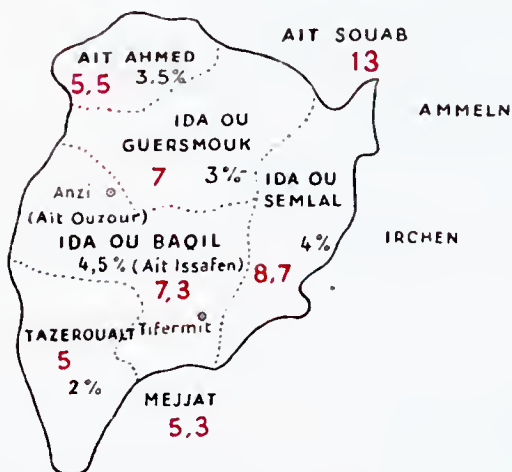 AIT SOUAB
13
AIT AHMED
5,5 3.5%
AMMELN
IDA OU
GUERSMOUK
7 3%
IDA OU
SEMLAL
Anzi
(Ait Ouzour)
IDA OU BAQIL
4,5% (Ait Issafen)
4%
IRCHEN
7,3
8,7
TAZEROUALT
Tifermit
5
2%
MEJJAT
5,3